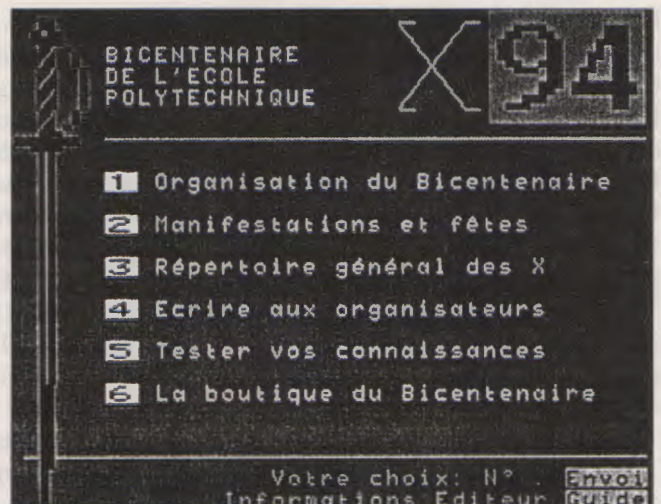 BICENTENAIRE
DE L'ECOLE
POLYTECHNIQUE
X 94
1 Organisation du Bicentenaire
2 Manifestations et fêtes
3 Répertoire général des X
4 Ecrire aux organisateurs
5 Tester vos connaissances
6 La boutique du Bicentenaire
Votre choix: N° . Envoi
Informations Editeur Guide